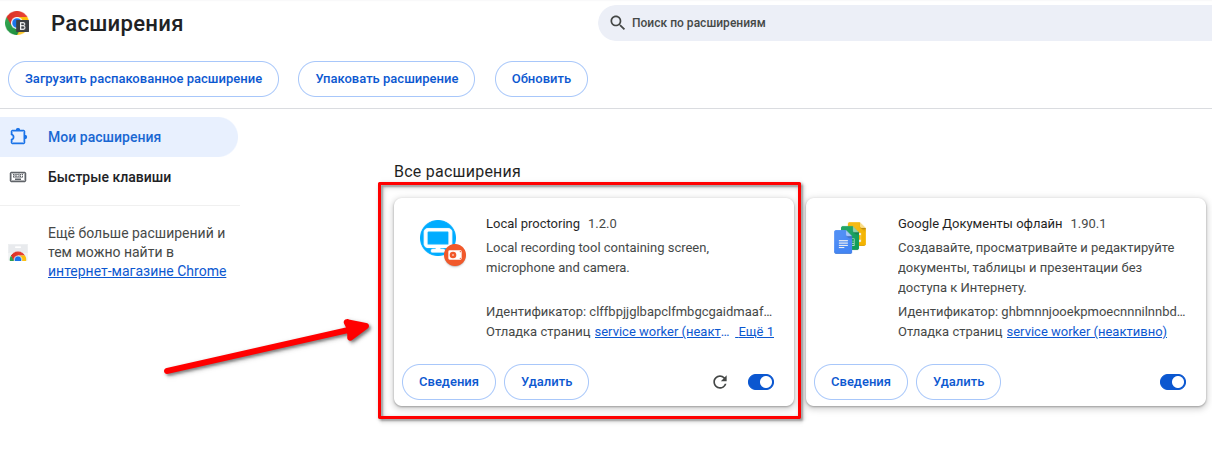 B
Расширения
Поиск по расширениям
Загрузить распакованное расширение
Упаковать расширение
Обновить
Мои расширения
Быстрые клавиши
Ещё больше расширений и
тем можно найти в
интернет-магазине Chrome
Все расширения
Local proctoring 1.2.0
Local recording tool containing screen,
microphone and camera.
Идентификатор: clffbpjjglbapclfmbgcgaidmaaf...
Отладка страниц service worker (неакт... Ещё 1
Сведения
Удалить
Google Документы офлайн 1.90.1
Создавайте, просматривайте и редактируйте
документы, таблицы и презентации без
доступа к Интернету.
Идентификатор: ghbmnnjooekpmoecnnnilnnbd...
Отладка страниц service worker (неактивно)
Сведения
Удалить